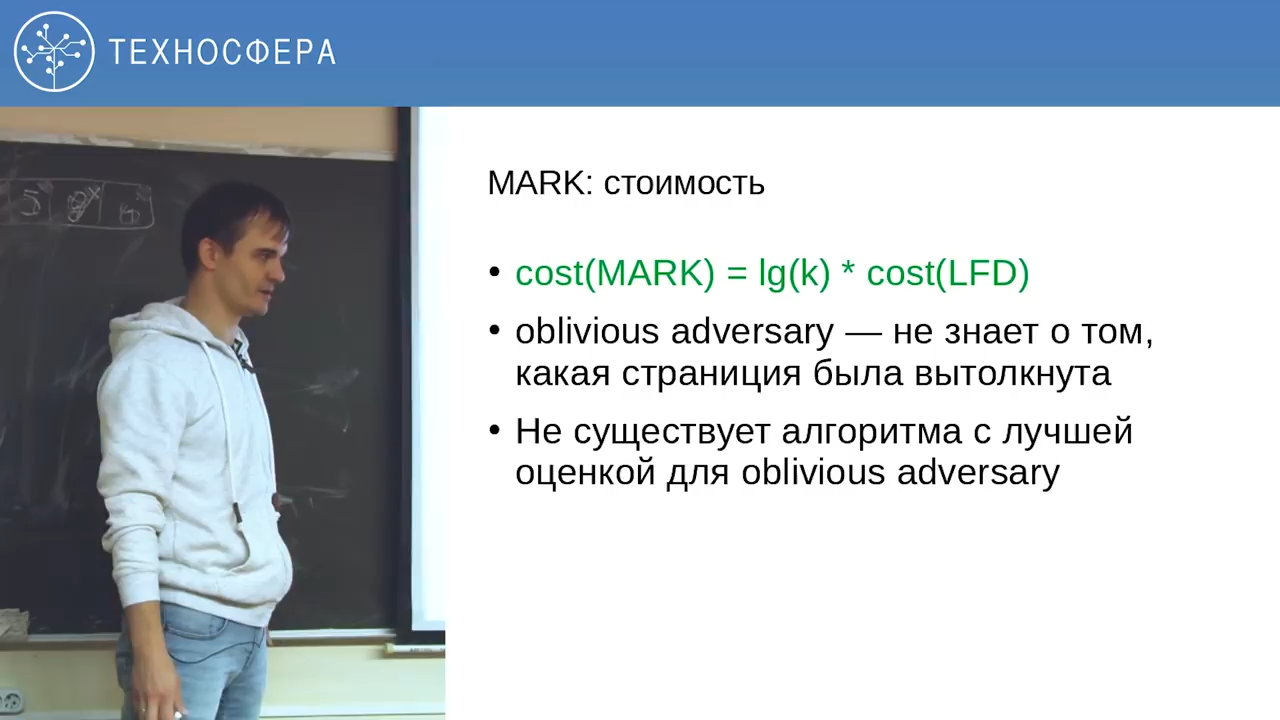 ТЕХНОСФЕРА
MARK: стоимость
• cost(MARK) = lg(k) * cost(LFD)
• oblivious adversary — не знает о том,
какая страниция была вытолкнута
• Не существует алгоритма с лучшей
оценкой для oblivious adversary
5